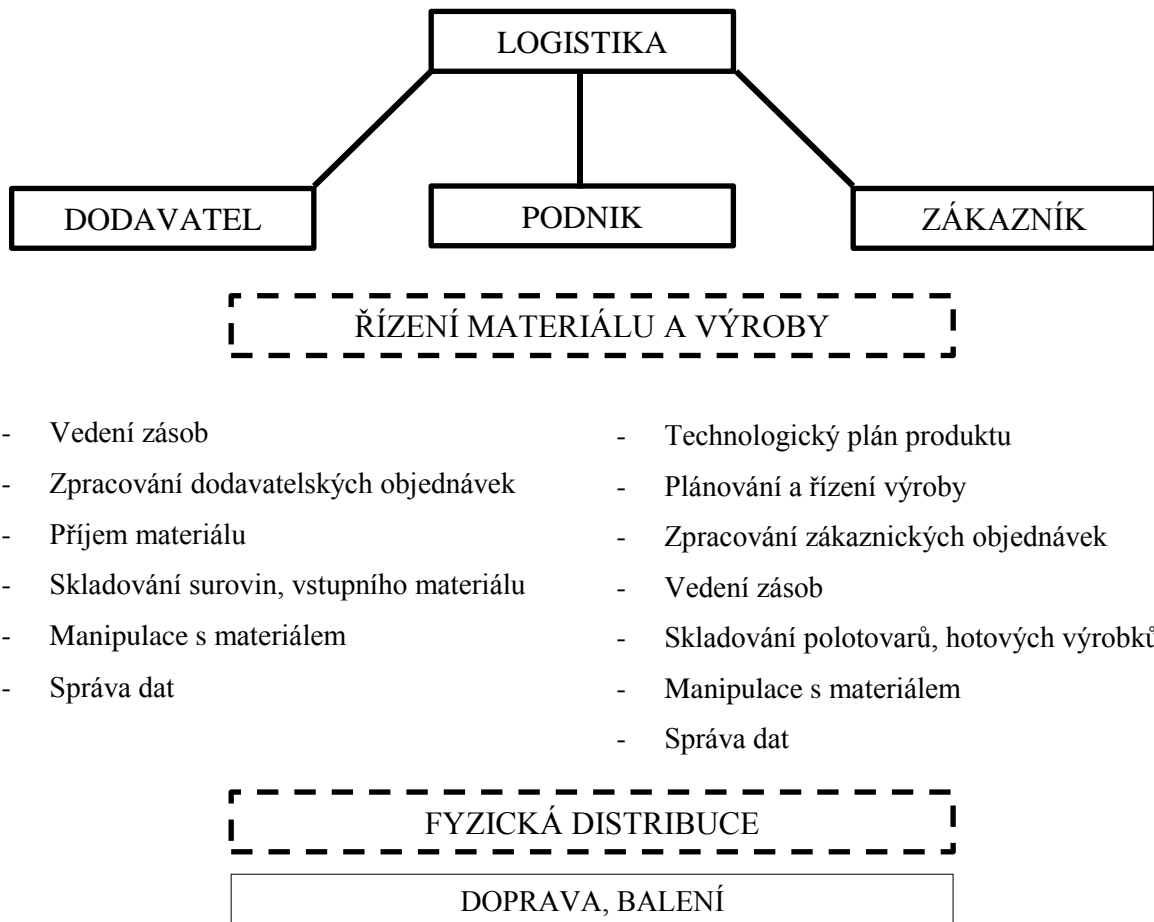 LOGISTIKA
DODAVATEL
PODNIK
ZÁKAZNÍK
ŘÍZENÍ MATERIÁLU A VÝROBY
- Vedení zásob
- Zpracování dodavatelských objednávek
- Příjem materiálu
- Skladování surovin, vstupního materiálu
- Manipulace s materiálem
- Správa dat
- Technologický plán produktu
- Plánování a řízení výroby
- Zpracování zákaznických objednávek
- Vedení zásob
- Skladování polotovarů, hotových výrobků
- Manipulace s materiálem
- Správa dat
FYZICKÁ DISTRIBUCE
DOPRAVA, BALENÍ